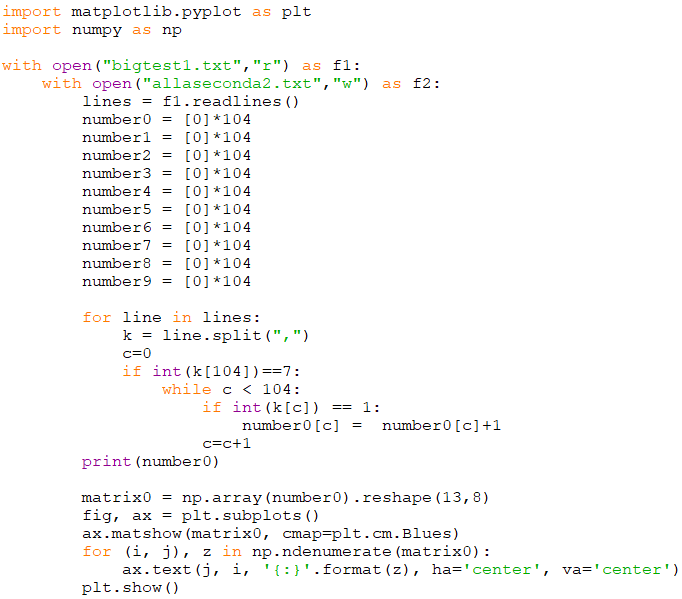 import matplotlib.pyplot as plt
import numpy as np

with open("bigtest1.txt","r") as f1:
    with open("allaseconda2.txt","w") as f2:
        lines = f1.readlines()
        number0 = [0]*104
        number1 = [0]*104
        number2 = [0]*104
        number3 = [0]*104
        number4 = [0]*104
        number5 = [0]*104
        number6 = [0]*104
        number7 = [0]*104
        number8 = [0]*104
        number9 = [0]*104

        for line in lines:
            k = line.split(",")
            c=0
            if int(k[104])==7:
                while c < 104:
                    if int(k[c]) == 1:
                        number0[c] =  number0[c]+1
                    c=c+1
        print(number0)

        matrix0 = np.array(number0).reshape(13,8)
        fig, ax = plt.subplots()
        ax.matshow(matrix0, cmap=plt.cm.Blues)
        for (i, j), z in np.ndenumerate(matrix0):
            ax.text(j, i, '{:}'.format(z), ha='center', va='center')
        plt.show()